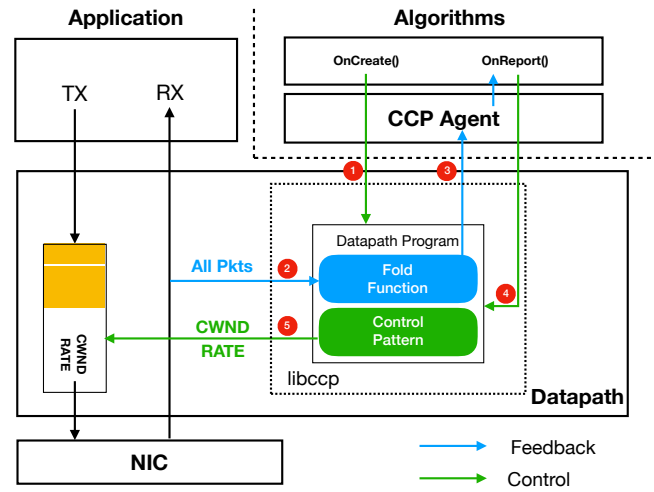 Application
Algorithms
OnCreate()
OnReport()
TX
RX
CCP Agent
1
3
Datapath Program
All Pkts
2
Fold
Function
4
CWND
RATE
5
Control
Pattern
CWND
RATE
libccp
Datapath
NIC
Feedback
Control